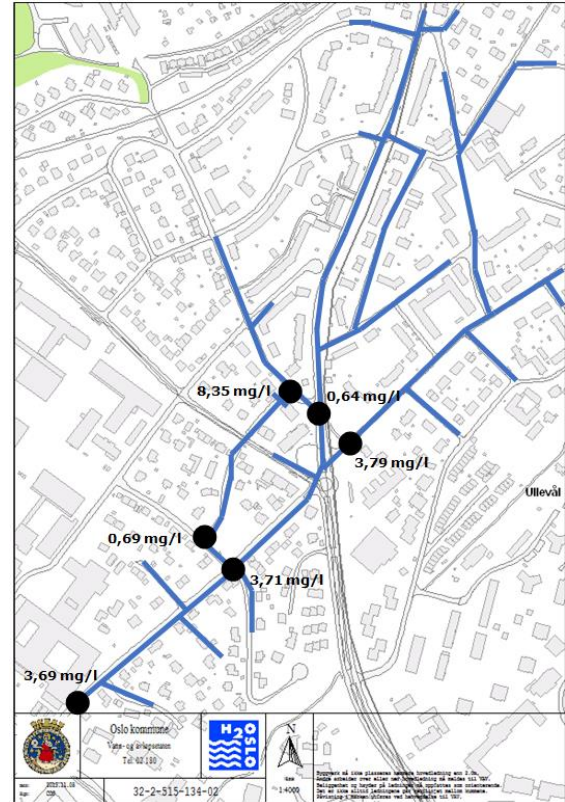 8,35 mg/l
0,64 mg/l
3,79 mg/l
Ullevål
0,69 mg/l
3,71 mg/l
3,69 mg/l
Oslo kommune
Vann- og avløpsetaten
H2O
OSLO
N
1:4000
32-2-515-134-02